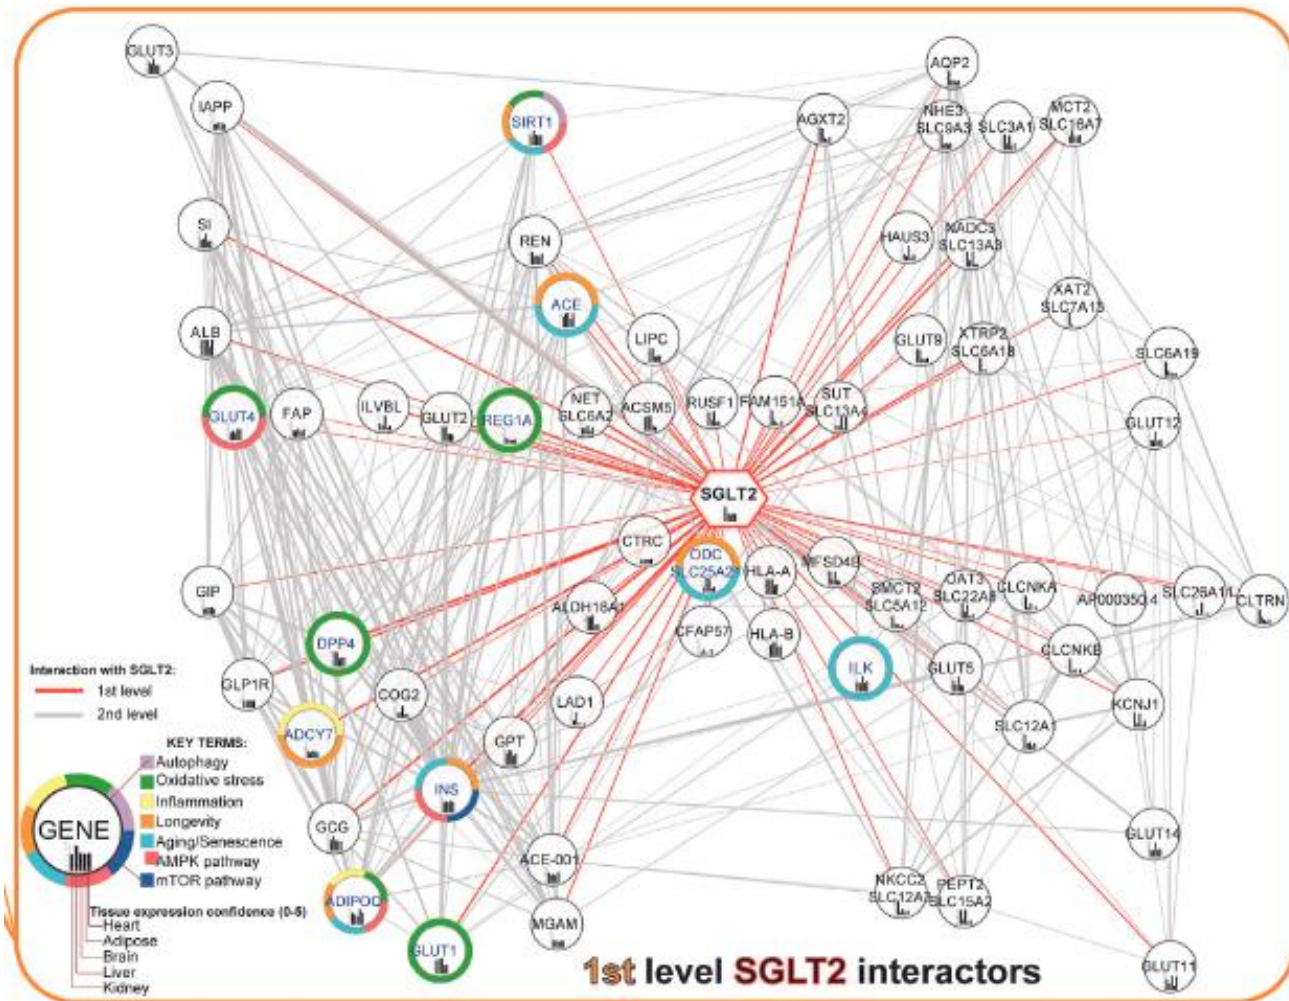 GLUT3
IAPP
SIRT1
AGXT2
AQP2
NHE3
SLC9A3
SLC3A1
MCT2
SLC16A7
SI
REN
HAUS3
NADC3
SLC13A3
ACE
XAT2
SLC7A13
ALB
LIPC
GLUT9
XTRP2
SLC6A18
SLC6A19
GLUT4
FAP
ILVBL
GLUT2
REG1A
NET
SLC6A2
ACSM5
RUSF1
FAM151A
SUT
SLC13A4
GLUT12
SGLT2
CTRC
ODC
SLC25A21
HLA-A
MFSD4B
GIP
ALDH18A1
SMCT2
SLC5A12
OAT3
SLC22A8
CLCNKA
AP000350.4
SLC26A11
CLTRN
DPP4
CFAP57
HLA-B
CLCNKB
ILK
GLUT5
Interaction with SGLT2:
1st level
2nd level
GLP1R
COG2
LAD1
KCNJ1
ADCY7
GPT
SLC12A1
KEY TERMS:
Autophagy
Oxidative stress
Inflammation
Longevity
Aging/Senescence
AMPK pathway
mTOR pathway
GENE
INS
GCG
GLUT14
ACE-001
ADIPOQ
NKCC2
PEPT2
SLC15A2
Tissue expression confidence (0-5)
Heart
Adipose
Brain
Liver
Kidney
MGAM
GLUT1
GLUT11
1st level SGLT2 interactors